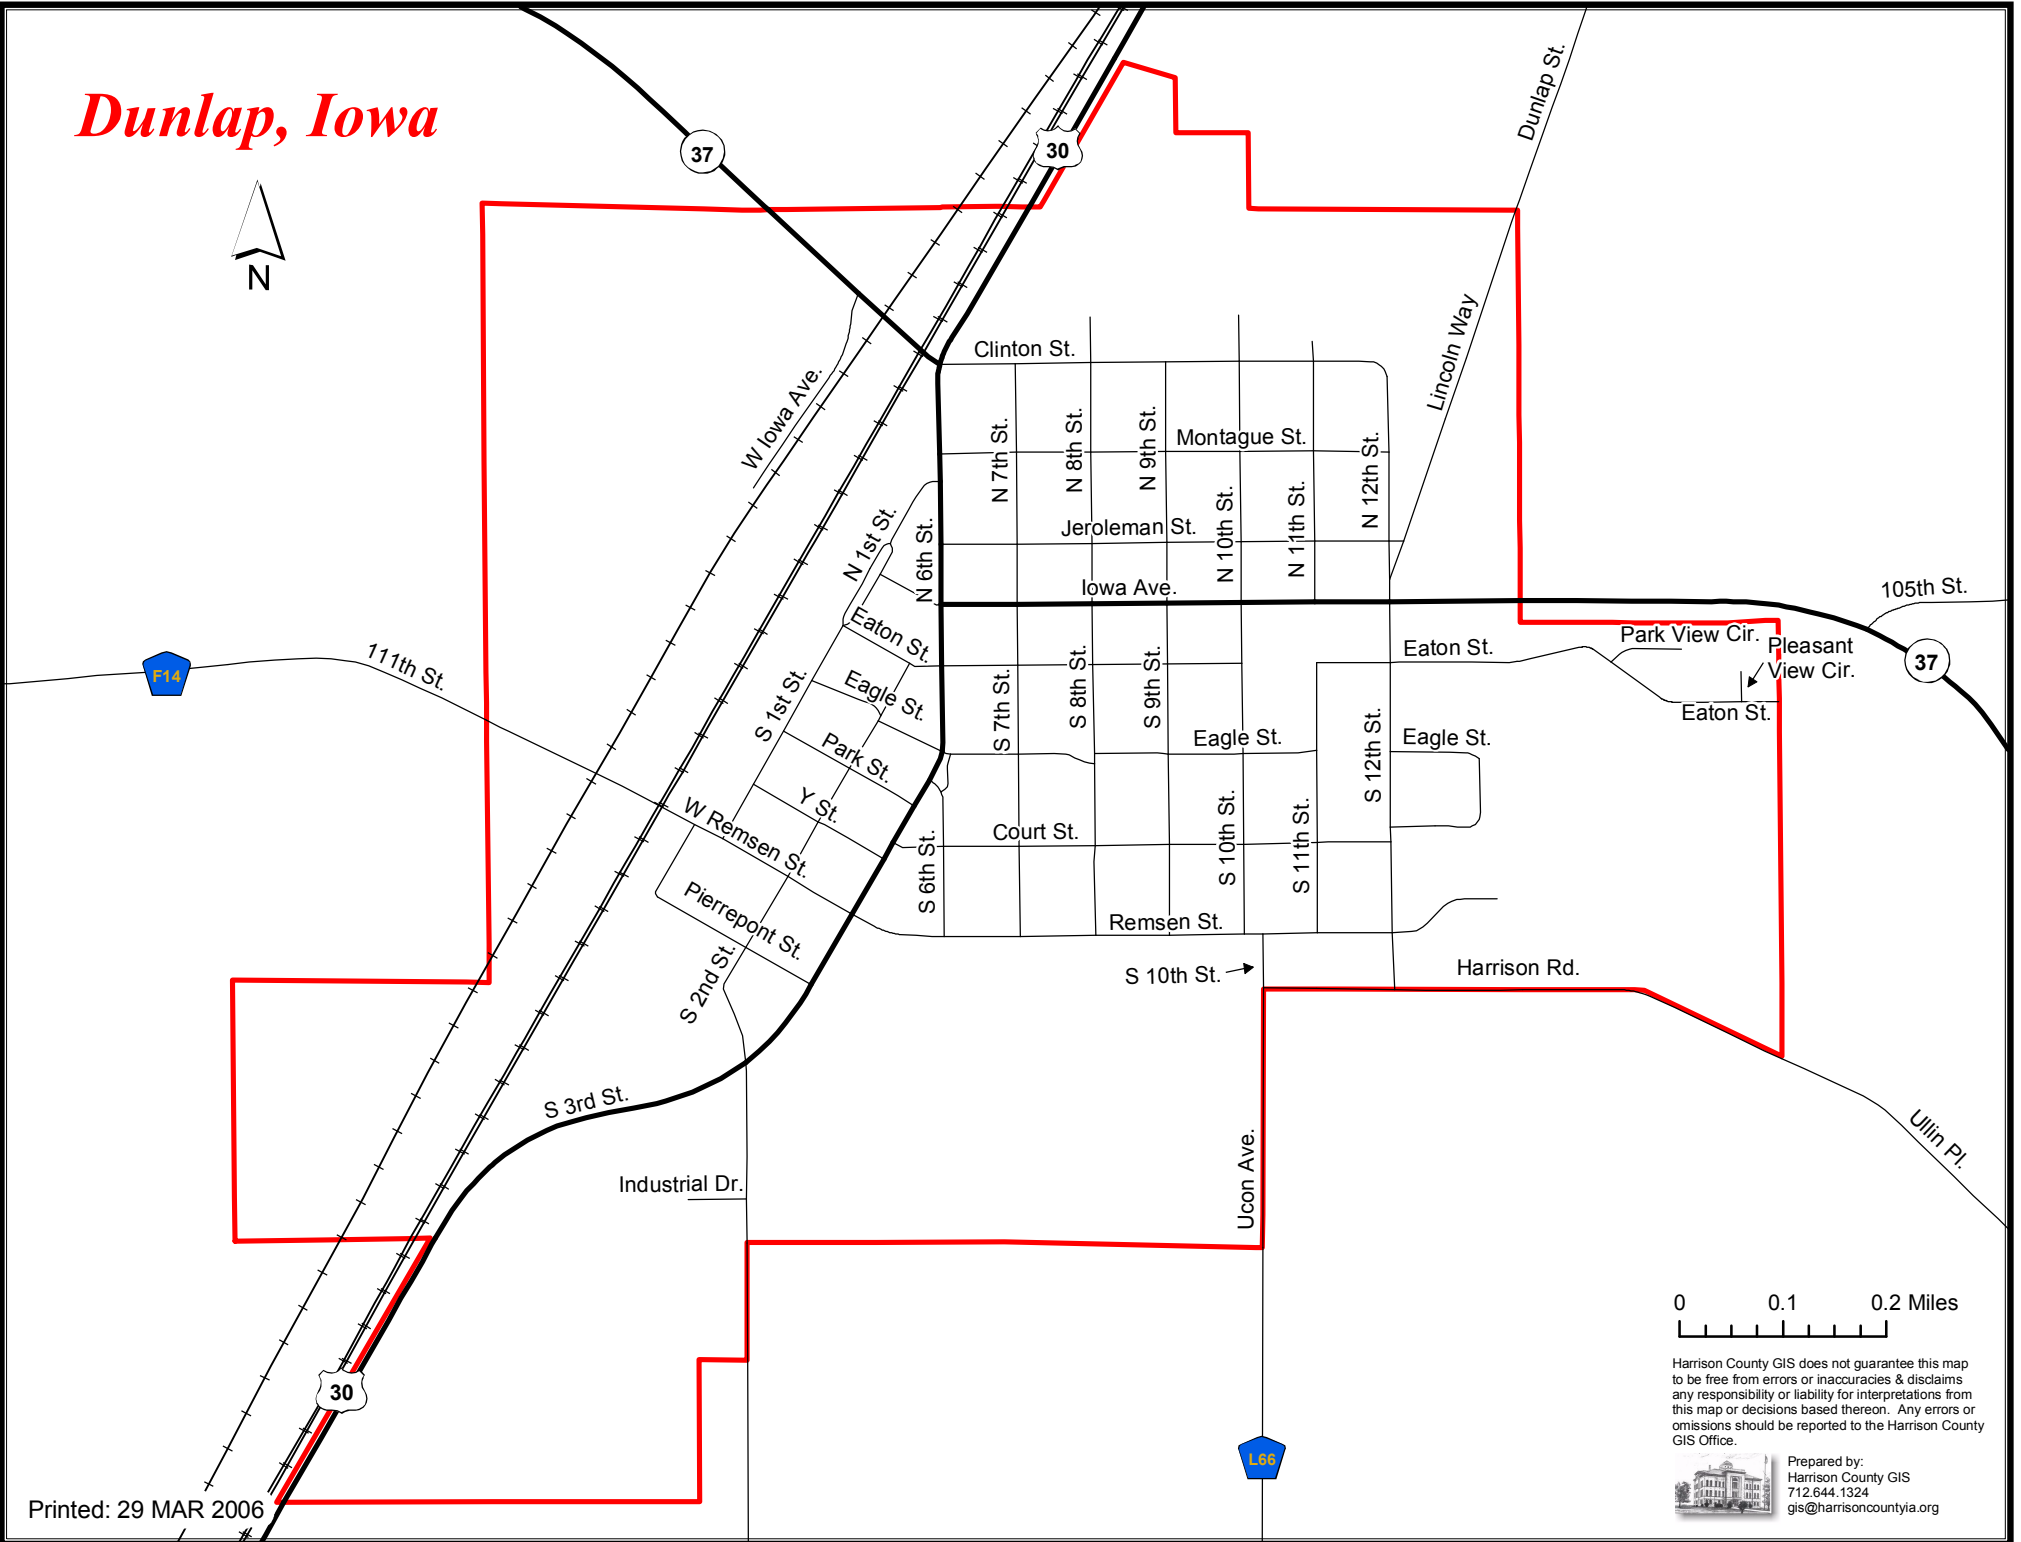 Dunlap, Iowa
N
37
30
Dunlap St.
Lincoln Way
W Iowa Ave.
Clinton St.
N 7th St.
N 8th St.
N 9th St.
Montague St.
N 10th St.
N 11th St.
N 12th St.
N 1st St.
N 6th St.
Jeroleman St.
Iowa Ave.
105th St.
Eaton St.
Eaton St.
Park View Cir.
Pleasant
View Cir.
37
Eaton St.
F14
111th St.
S 1st St.
Eagle St.
S 7th St.
S 8th St.
S 9th St.
Eagle St.
S 12th St.
Eagle St.
Park St.
Y St.
W Remsen St.
S 6th St.
Court St.
S 10th St.
S 11th St.
Pierrepont St.
S 2nd St.
Remsen St.
S 10th St.
Harrison Rd.
S 3rd St.
Industrial Dr.
Ucon Ave.
Ullin Pl.
30
L66
0 0.1 0.2 Miles
Harrison County GIS does not guarantee this map
to be free from errors or inaccuracies & disclaims
any responsibility or liability for interpretations from
this map or decisions based thereon. Any errors or
omissions should be reported to the Harrison County
GIS Office.
Prepared by:
Harrison County GIS
712.644.1324
gis@harrisoncountyia.org
Printed: 29 MAR 2006